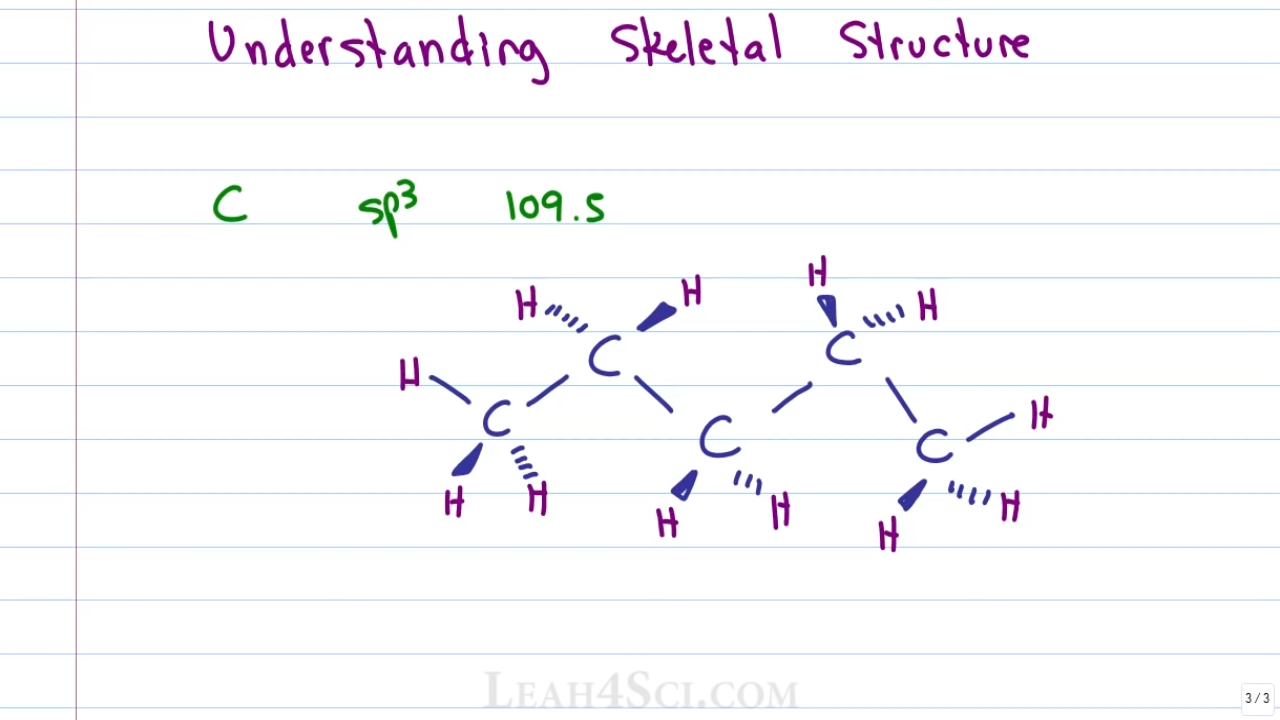 Understanding Skeletal Structure
C sp³ 109.5
H
H H H
C C
H
C C C H
H H H H H
H
LEAH4SCI.COM
3/3